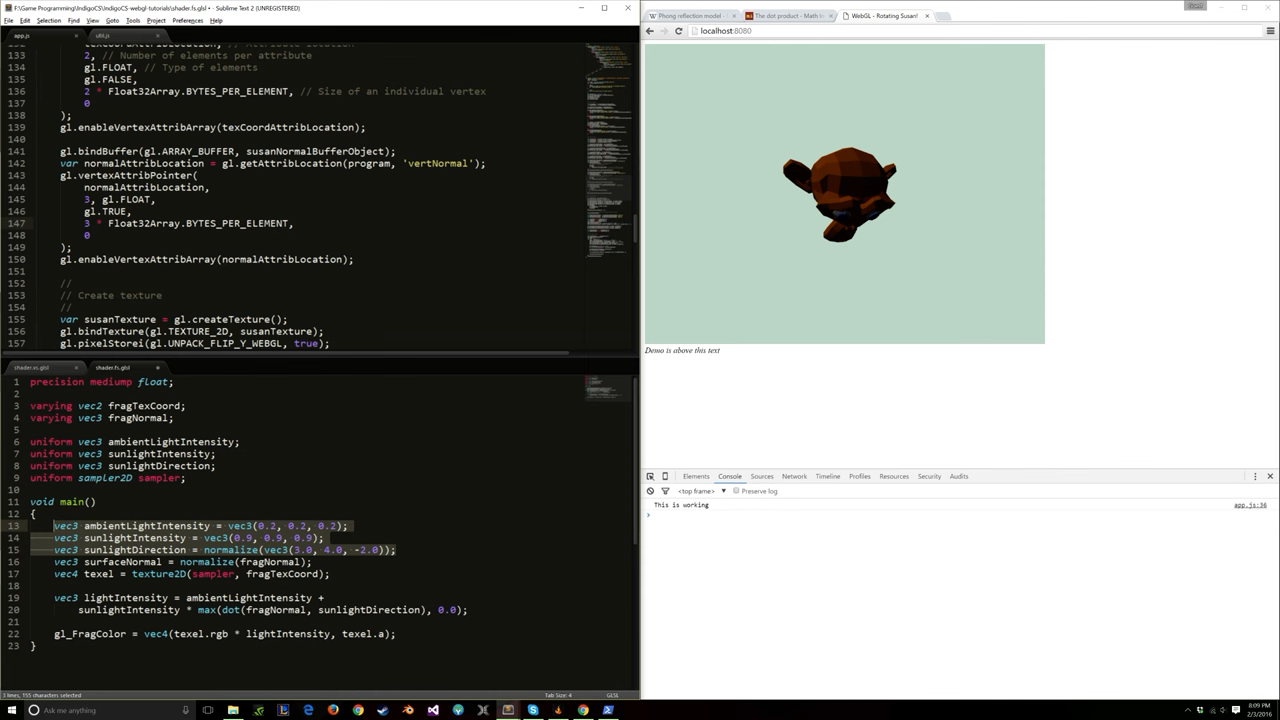 F:\Game Programming\IndigoCS\IndigoCS-webgl-tutorials\shader.fs.glsl • - Sublime Text 2 (UNREGISTERED)
File Edit Selection Find View Goto Tools Project Preferences Help
app.js × util.js ×
133 2, // Number of elements per attribute
134 gl.FLOAT, // Type of elements
135 gl.FALSE,
136 2 * Float32Array.BYTES_PER_ELEMENT, // Size of an individual vertex
137 0
138 );
139 gl.enableVertexAttribArray(texCoordAttribLocation);
140
141 gl.bindBuffer(gl.ARRAY_BUFFER, susanNormalBufferObject);
142 var normalAttribLocation = gl.getAttribLocation(program, 'vertNormal');
143 gl.vertexAttribPointer(
144 normalAttribLocation,
145 3, gl.FLOAT,
146 gl.TRUE,
147 3 * Float32Array.BYTES_PER_ELEMENT,
148 0
149 );
150 gl.enableVertexAttribArray(normalAttribLocation);
151
152 //
153 // Create texture
154 //
155 var susanTexture = gl.createTexture();
156 gl.bindTexture(gl.TEXTURE_2D, susanTexture);
157 gl.pixelStorei(gl.UNPACK_FLIP_Y_WEBGL, true);
shader.vs.glsl × shader.fs.glsl •
1 precision mediump float;
2
3 varying vec2 fragTexCoord;
4 varying vec3 fragNormal;
5
6 uniform vec3 ambientLightIntensity;
7 uniform vec3 sunlightIntensity;
8 uniform vec3 sunlightDirection;
9 uniform sampler2D sampler;
10
11 void main()
12 {
13 vec3 ambientLightIntensity = vec3(0.2, 0.2, 0.2);
14 vec3 sunlightIntensity = vec3(0.9, 0.9, 0.9);
15 vec3 sunlightDirection = normalize(vec3(3.0, 4.0, -2.0));
16 vec3 surfaceNormal = normalize(fragNormal);
17 vec4 texel = texture2D(sampler, fragTexCoord);
18
19 vec3 lightIntensity = ambientLightIntensity +
20 sunlightIntensity * max(dot(fragNormal, sunlightDirection), 0.0);
21
22 gl_FragColor = vec4(texel.rgb * lightIntensity, texel.a);
23 }
3 lines, 155 characters selected Tab Size: 4 GLSL
Phong reflection model - × The dot product - Math In × WebGL - Rotating Susan! ×
localhost:8080
Demo is above this text
Elements Console Sources Network Timeline Profiles Resources Security Audits
<top frame> Preserve log
This is working app.js:36
Ask me anything
8:09 PM
2/3/2016